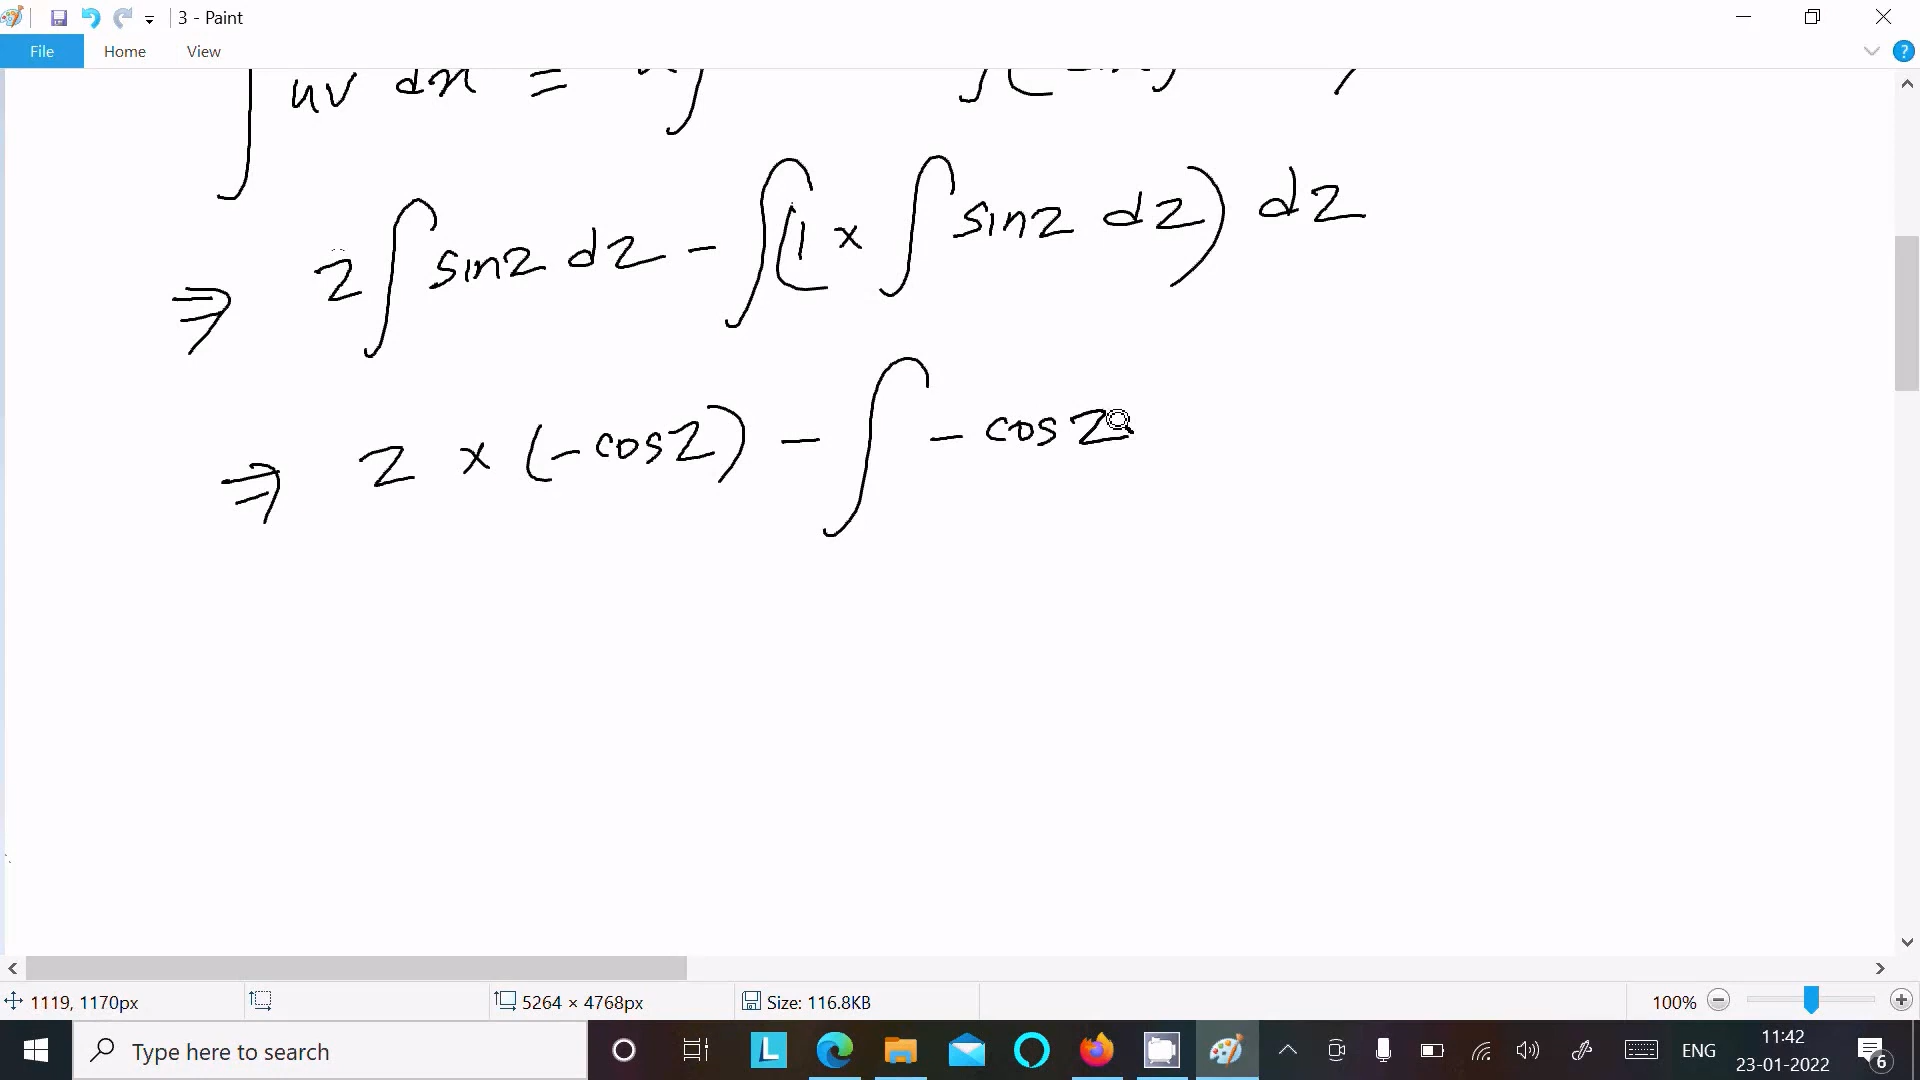 3 - Paint
File Home View
∫ uv dx =
⇒ z ∫ sinz dz - ∫ (1 × ∫ sinz dz) dz
⇒ z × (-cosz) - ∫ - cosz
1119, 1170px 5264 × 4768px Size: 116.8KB 100%
Type here to search
ENG
11:42
23-01-2022
6